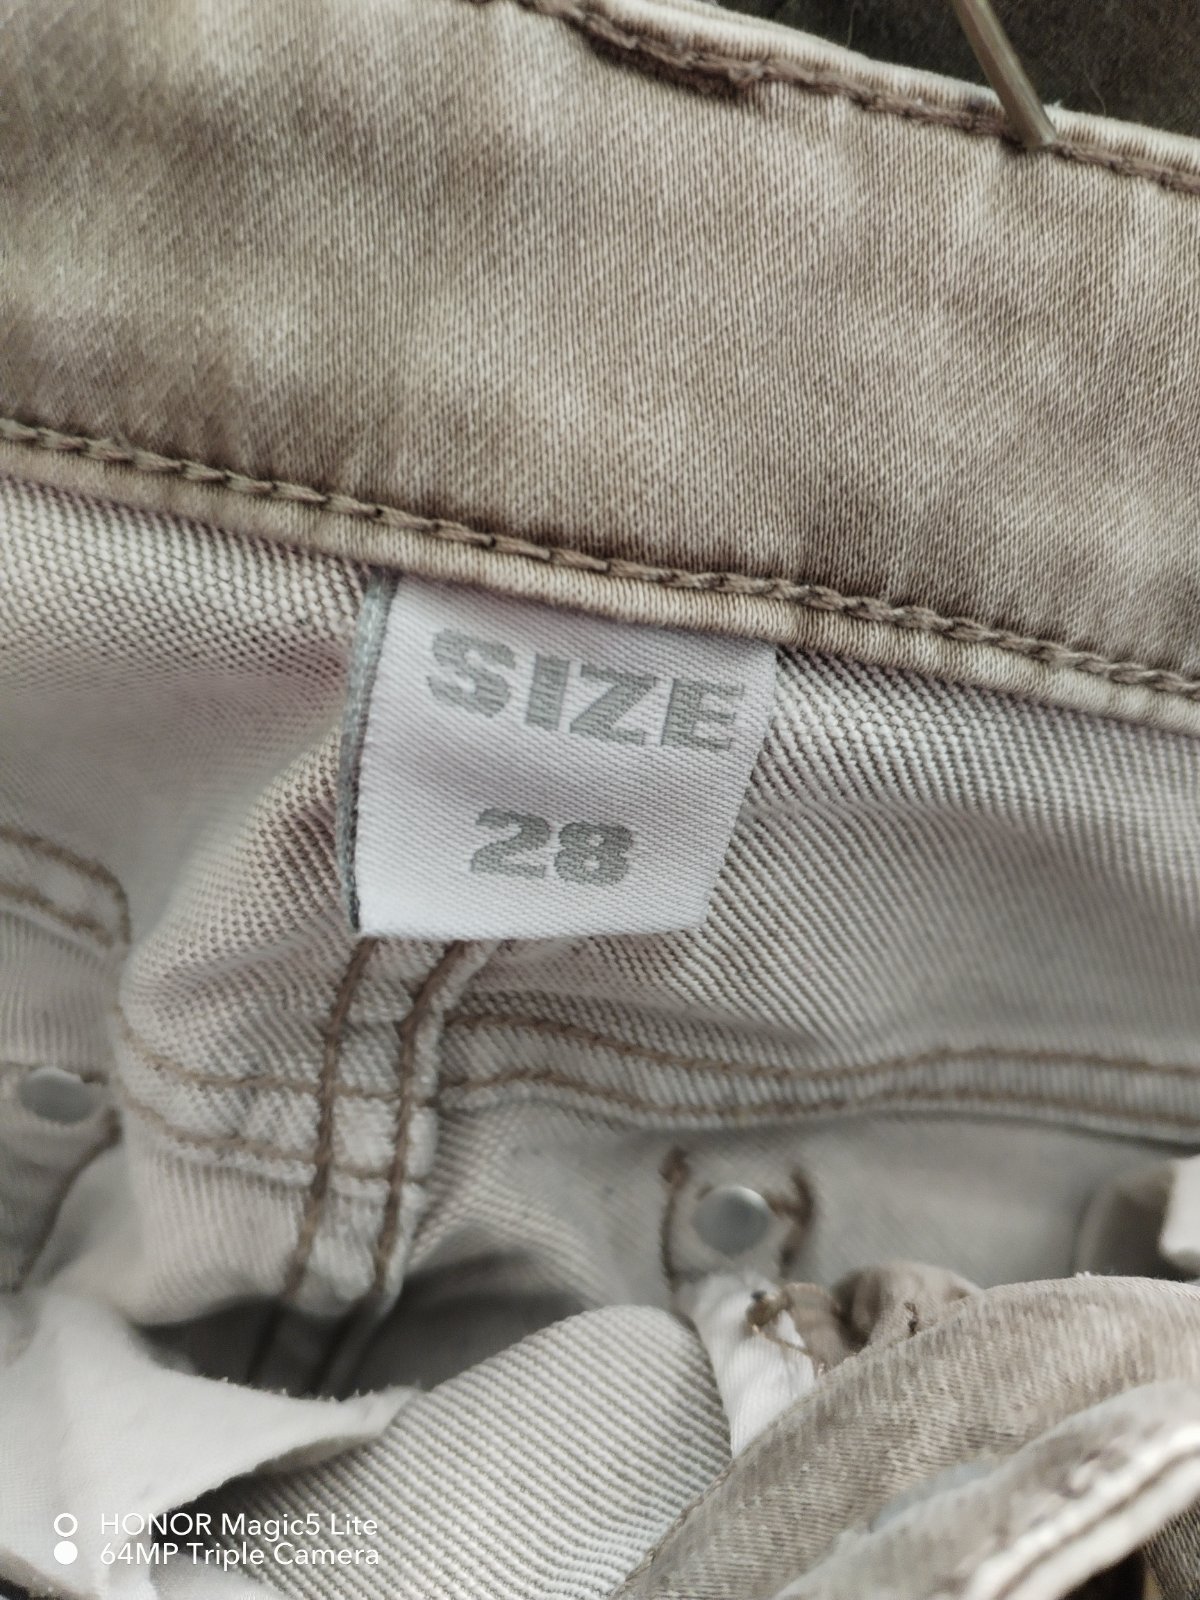 SIZE
28
HONOR Magic5 Lite
64MP Triple Camera